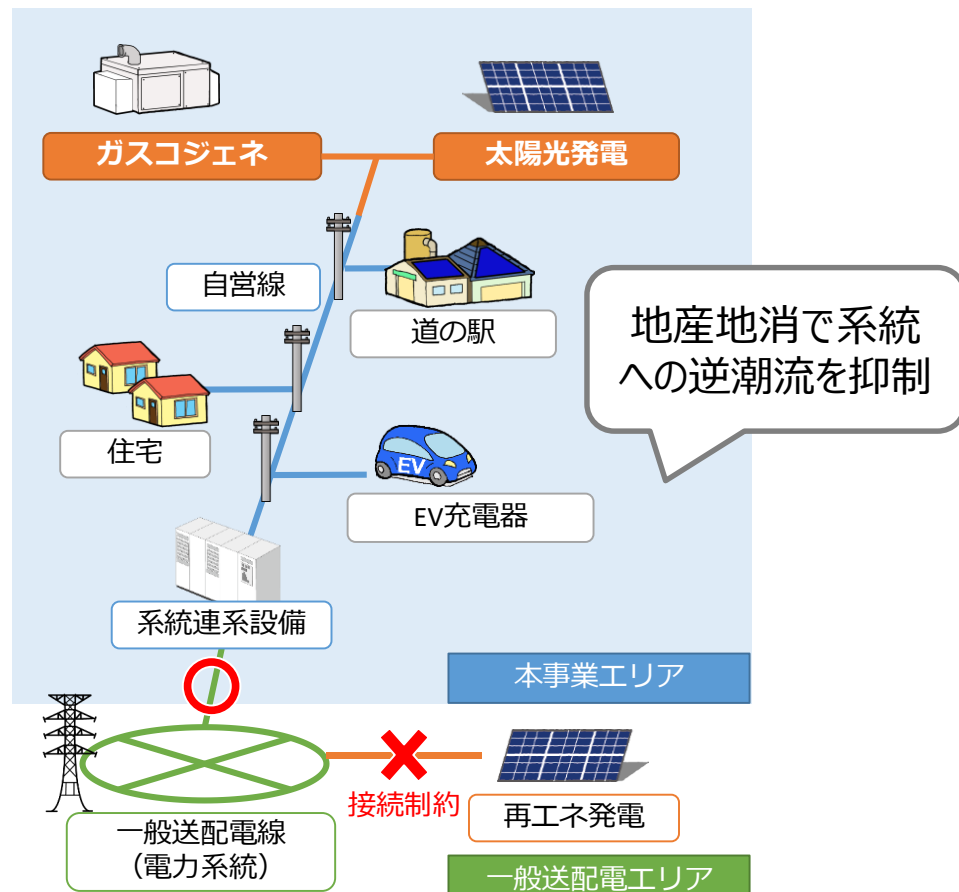 ガスコジェネ
太陽光発電
自営線
道の駅
地産地消で系統
への逆潮流を抑制
住宅
EV
EV充電器
系統連系設備
本事業エリア
接続制約
再エネ発電
一般送配電線
(電力系統)
一般送配電エリア